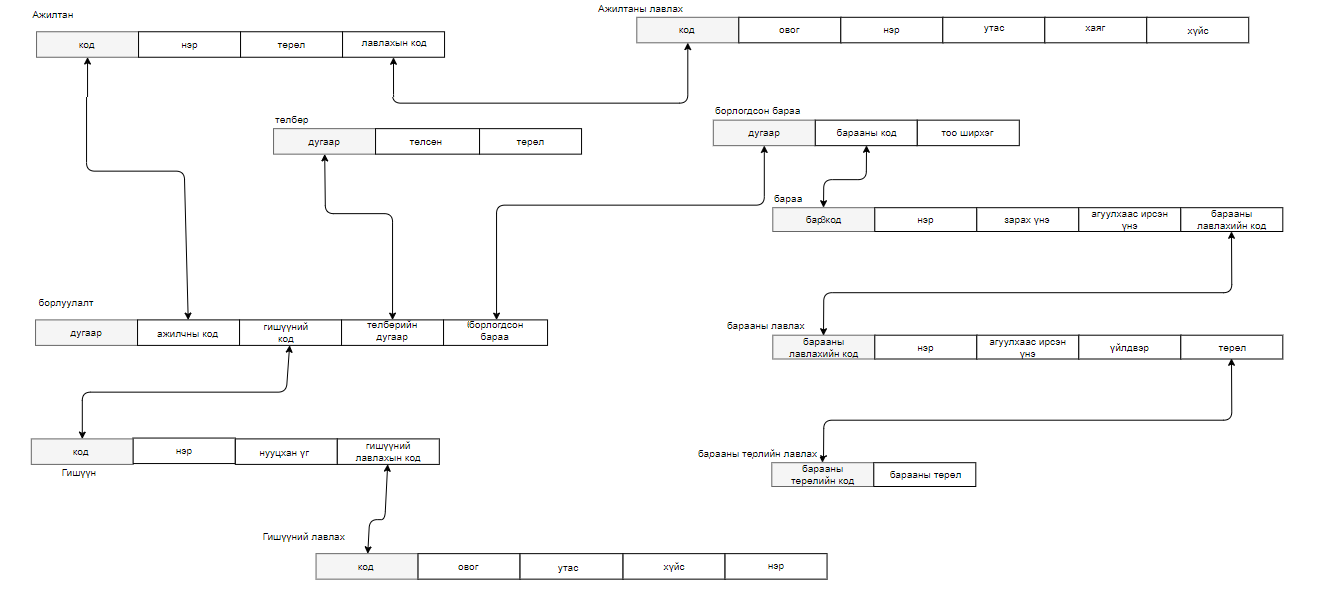 Ажилтан
код
нэр
төрөл
лавлахын код
Ажилтаны лавлах
код
овог
нэр
утас
хаяг
хүйс
төлбөр
дугаар
төлсөн
төрөл
борлогдсон бараа
дугаар
барааны код
тоо ширхэг
бараа
баркод
нэр
зарах үнэ
агуулхаас ирсэн
үнэ
барааны
лавлахийн код
борлуулалт
дугаар
ажилчны код
гишүүний
код
төлбөрийн
дугаар
борлогдсон
бараа
барааны лавлах
барааны
лавлахийн код
нэр
агуулхаас ирсэн
үнэ
үйлдвэр
төрөл
код
нэр
нууцхан үг
гишүүний
лавлахын код
Гишүүн
барааны төрлийн лавлах
барааны
төрөлийн код
барааны төрөл
Гишүүний лавлах
код
овог
утас
хүйс
нэр